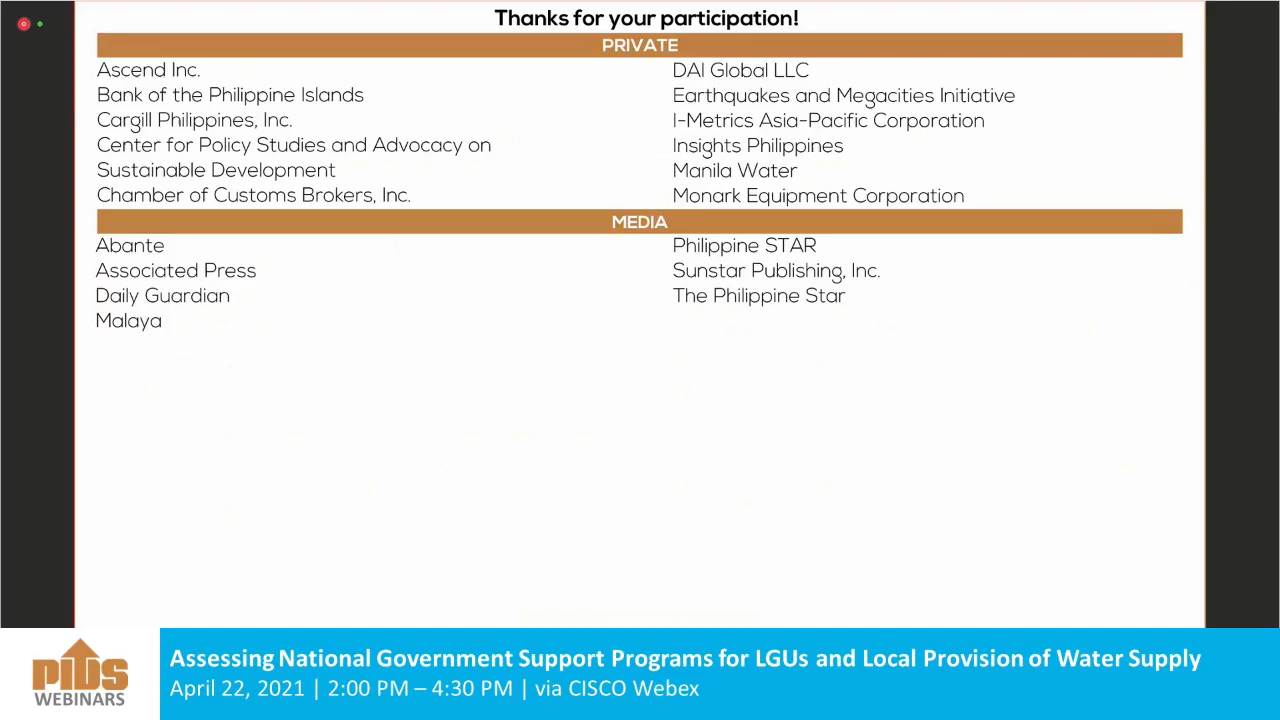 Thanks for your participation!
PRIVATE
Ascend Inc.
Bank of the Philippine Islands
Cargill Philippines, Inc.
Center for Policy Studies and Advocacy on
Sustainable Development
Chamber of Customs Brokers, Inc.
DAI Global LLC
Earthquakes and Megacities Initiative
I-Metrics Asia-Pacific Corporation
Insights Philippines
Manila Water
Monark Equipment Corporation
MEDIA
Abante
Associated Press
Daily Guardian
Malaya
Philippine STAR
Sunstar Publishing, Inc.
The Philippine Star
PIDS
WEBINARS
Assessing National Government Support Programs for LGUs and Local Provision of Water Supply
April 22, 2021 | 2:00 PM – 4:30 PM | via CISCO Webex